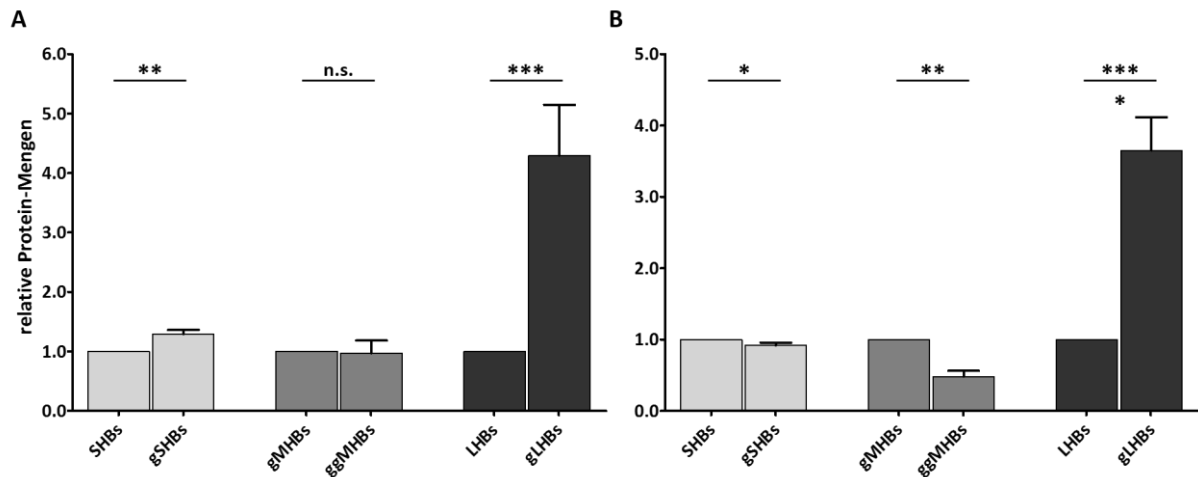 A
relative Protein-Mengen
6.0
5.0
4.0
3.0
2.0
1.0
0.0
**
n.s.
***
SHBs
gSHBs
gMHBs
ggMHBs
LHBs
gLHBs
B
5.0
4.0
3.0
2.0
1.0
0.0
*
**
***
*
SHBs
gSHBs
gMHBs
ggMHBs
LHBs
gLHBs